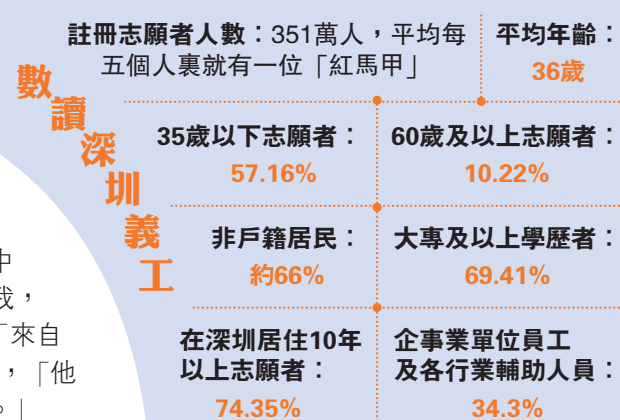 數讀深圳義工
註冊志願者人數：351萬人，平均每
五個人裏就有一位「紅馬甲」
平均年齡：
36歲
35歲以下志願者：
57.16%
60歲及以上志願者：
10.22%
非戶籍居民：
約66%
大專及以上學歷者：
69.41%
在深圳居住10年
以上志願者：
74.35%
企事業單位員工
及各行業輔助人員：
34.3%
中
我，
「來自
，「他
。」